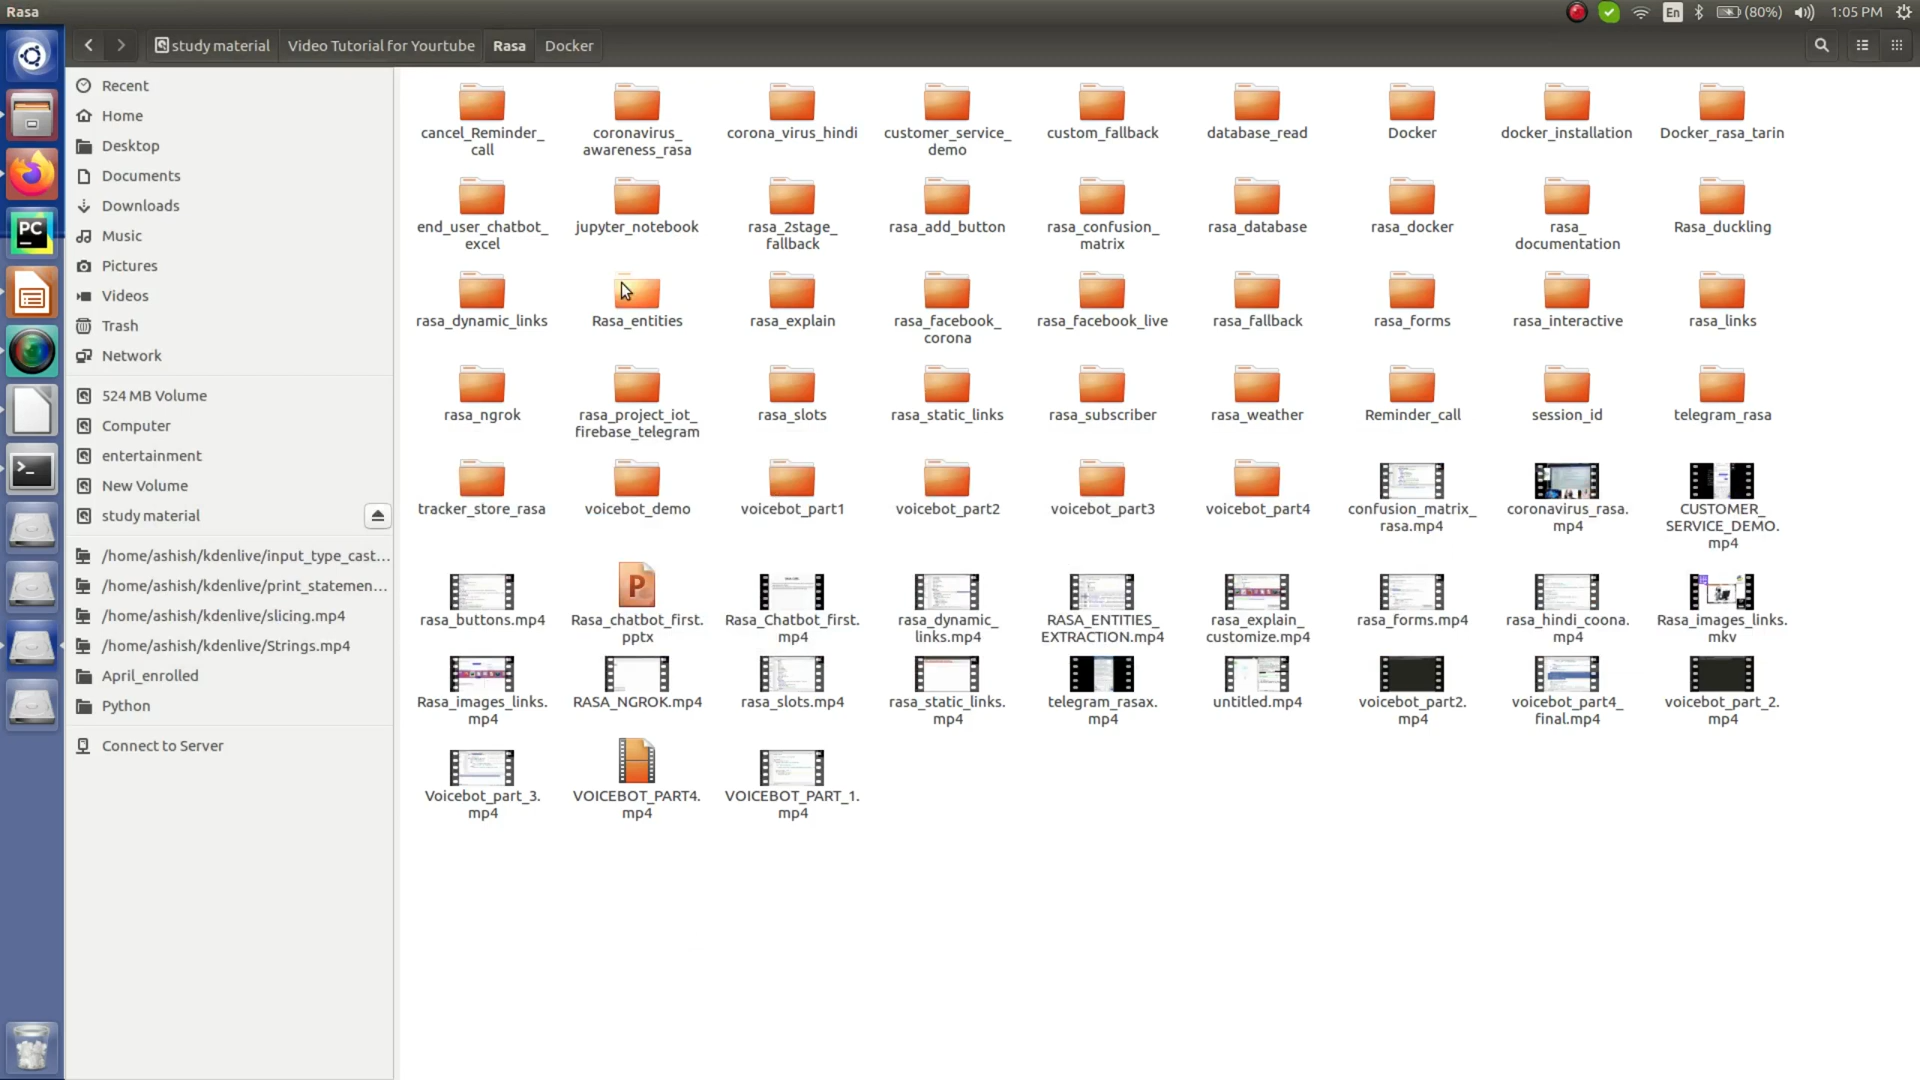 Rasa
En
(80%)
1:05 PM
study material
Video Tutorial for Yourtube
Rasa
Docker
Recent
Home
Desktop
Documents
Downloads
Music
Pictures
Videos
Trash
Network
524 MB Volume
Computer
entertainment
New Volume
study material
/home/ashish/kdenlive/input_type_cast...
/home/ashish/kdenlive/print_statemen...
/home/ashish/kdenlive/slicing.mp4
/home/ashish/kdenlive/Strings.mp4
April_enrolled
Python
Connect to Server
PC
cancel_Reminder_
call
coronavirus_
awareness_rasa
corona_virus_hindi
customer_service_
demo
custom_fallback
database_read
Docker
docker_installation
Docker_rasa_tarin
end_user_chatbot_
excel
jupyter_notebook
rasa_2stage_
fallback
rasa_add_button
rasa_confusion_
matrix
rasa_database
rasa_docker
rasa_
documentation
Rasa_duckling
rasa_dynamic_links
Rasa_entities
rasa_explain
rasa_facebook_
corona
rasa_facebook_live
rasa_fallback
rasa_forms
rasa_interactive
rasa_links
rasa_ngrok
rasa_project_iot_
firebase_telegram
rasa_slots
rasa_static_links
rasa_subscriber
rasa_weather
Reminder_call
session_id
telegram_rasa
tracker_store_rasa
voicebot_demo
voicebot_part1
voicebot_part2
voicebot_part3
voicebot_part4
confusion_matrix_
rasa.mp4
coronavirus_rasa.
mp4
CUSTOMER_
SERVICE_DEMO.
mp4
rasa_buttons.mp4
P
Rasa_chatbot_first.
pptx
Rasa_Chatbot_first.
mp4
rasa_dynamic_
links.mp4
RASA_ENTITIES_
EXTRACTION.mp4
rasa_explain_
customize.mp4
rasa_forms.mp4
rasa_hindi_coona.
mp4
Rasa_images_links.
mkv
Rasa_images_links.
mp4
RASA_NGROK.mp4
rasa_slots.mp4
rasa_static_links.
mp4
telegram_rasax.
mp4
untitled.mp4
voicebot_part2.
mp4
voicebot_part4_
final.mp4
voicebot_part_2.
mp4
Voicebot_part_3.
mp4
VOICEBOT_PART4.
mp4
VOICEBOT_PART_1.
mp4